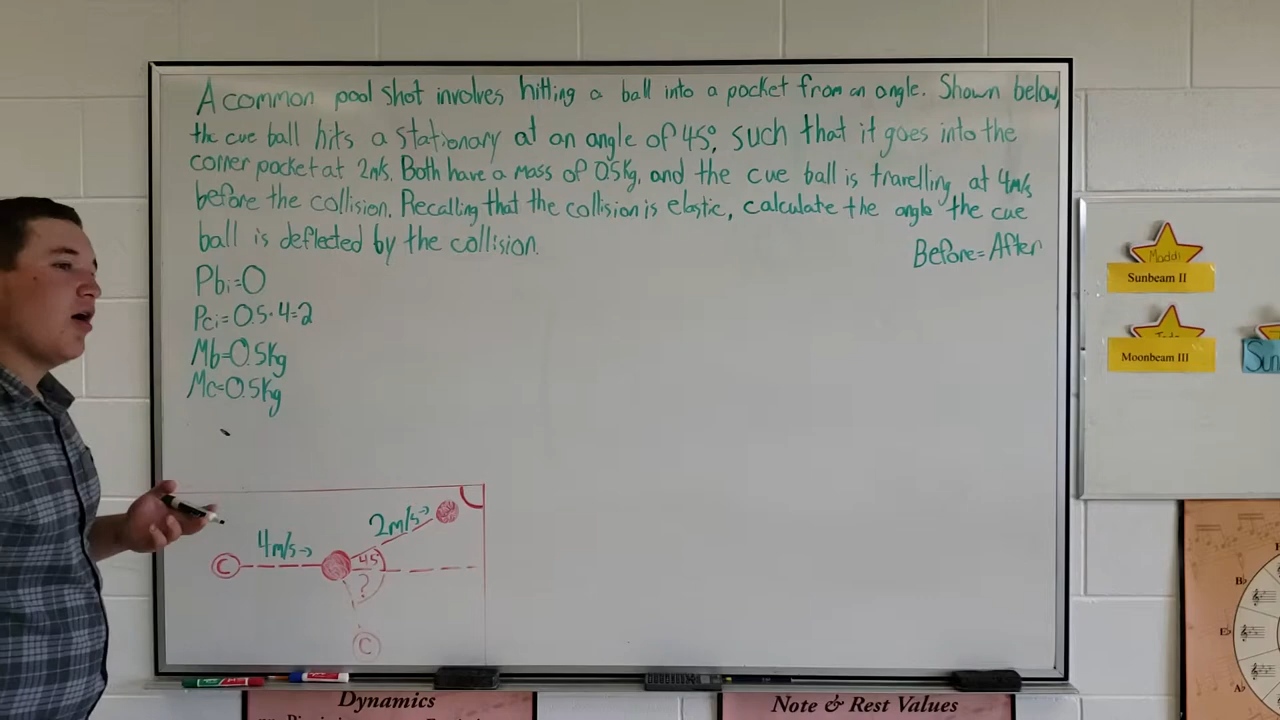 A common pool shot involves hitting a ball into a pocket from an angle. Shown below,
the cue ball hits a stationary at an angle of 45°, such that it goes into the
corner pocket at 2m/s. Both have a mass of 0.5Kg, and the cue ball is travelling at 4m/s
before the collision. Recalling that the collision is elastic, calculate the angle the cue
ball is deflected by the collision.
Before=After
Pbi=0
Pci=0.5·4=2
Mb=0.5Kg
Mc=0.5Kg
2m/s→
4m/s→
C
45°
?
C
Maddi
Sunbeam II
Moonbeam III
Sun
Dynamics
Note & Rest Values
B♭
E♭
A♭